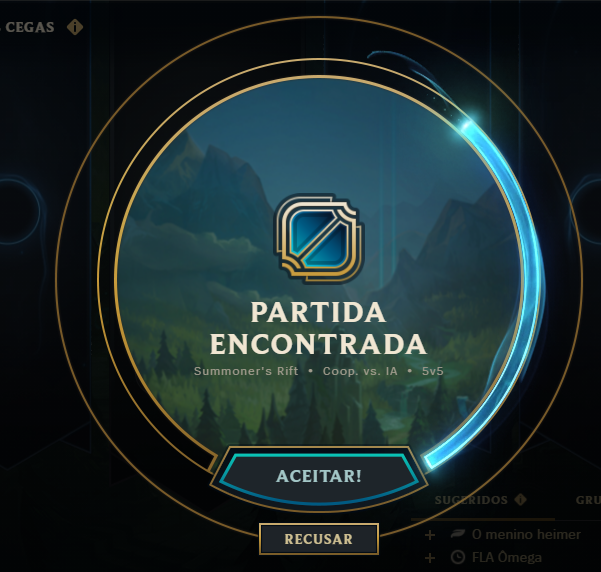 CEGAS
PARTIDA
ENCONTRADA
Summoner's Rift • Coop. vs. IA • 5v5
ACEITAR!
RECUSAR
SUGERIDOS
GRU
+ O menino heimer
+ FLA Ômega